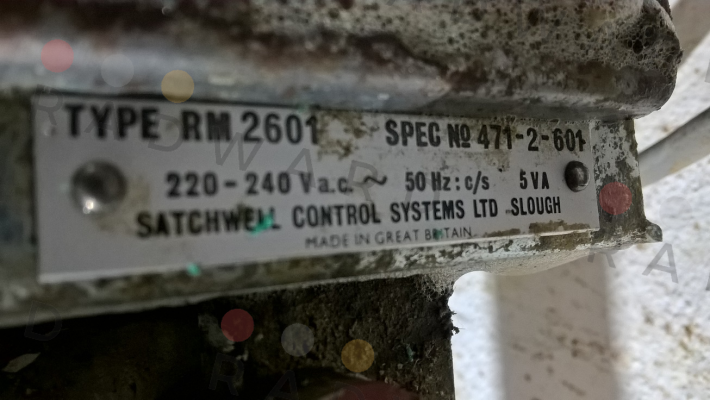 TYPE RM 2601 SPEC Nº 471-2-601
220-240 V a.c. ~ 50 Hz: c/s 5 VA
SATCHWELL CONTROL SYSTEMS LTD SLOUGH
MADE IN GREAT BRITAIN